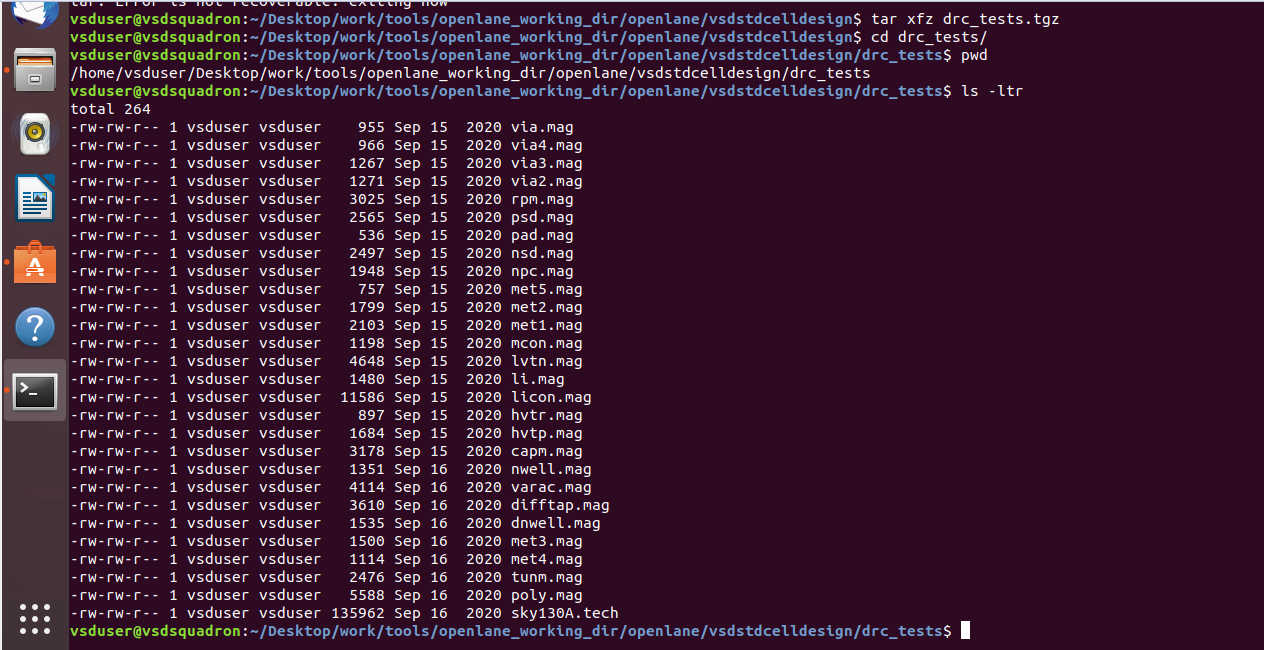 tar: Error is not recoverable: exiting now
vsduser@vsdsquadron:~/Desktop/work/tools/openlane_working_dir/openlane/vsdstdcelldesign$ tar xfz drc_tests.tgz
vsduser@vsdsquadron:~/Desktop/work/tools/openlane_working_dir/openlane/vsdstdcelldesign$ cd drc_tests/
vsduser@vsdsquadron:~/Desktop/work/tools/openlane_working_dir/openlane/vsdstdcelldesign/drc_tests$ pwd
/home/vsduser/Desktop/work/tools/openlane_working_dir/openlane/vsdstdcelldesign/drc_tests
vsduser@vsdsquadron:~/Desktop/work/tools/openlane_working_dir/openlane/vsdstdcelldesign/drc_tests$ ls -ltr
total 264
-rw-rw-r-- 1 vsduser vsduser    955 Sep 15  2020 via.mag
-rw-rw-r-- 1 vsduser vsduser    966 Sep 15  2020 via4.mag
-rw-rw-r-- 1 vsduser vsduser   1267 Sep 15  2020 via3.mag
-rw-rw-r-- 1 vsduser vsduser   1271 Sep 15  2020 via2.mag
-rw-rw-r-- 1 vsduser vsduser   3025 Sep 15  2020 rpm.mag
-rw-rw-r-- 1 vsduser vsduser   2565 Sep 15  2020 psd.mag
-rw-rw-r-- 1 vsduser vsduser    536 Sep 15  2020 pad.mag
-rw-rw-r-- 1 vsduser vsduser   2497 Sep 15  2020 nsd.mag
-rw-rw-r-- 1 vsduser vsduser   1948 Sep 15  2020 npc.mag
-rw-rw-r-- 1 vsduser vsduser    757 Sep 15  2020 met5.mag
-rw-rw-r-- 1 vsduser vsduser   1799 Sep 15  2020 met2.mag
-rw-rw-r-- 1 vsduser vsduser   2103 Sep 15  2020 met1.mag
-rw-rw-r-- 1 vsduser vsduser   1198 Sep 15  2020 mcon.mag
-rw-rw-r-- 1 vsduser vsduser   4648 Sep 15  2020 lvtn.mag
-rw-rw-r-- 1 vsduser vsduser   1480 Sep 15  2020 li.mag
-rw-rw-r-- 1 vsduser vsduser  11586 Sep 15  2020 licon.mag
-rw-rw-r-- 1 vsduser vsduser    897 Sep 15  2020 hvtr.mag
-rw-rw-r-- 1 vsduser vsduser   1684 Sep 15  2020 hvtp.mag
-rw-rw-r-- 1 vsduser vsduser   3178 Sep 15  2020 capm.mag
-rw-rw-r-- 1 vsduser vsduser   1351 Sep 16  2020 nwell.mag
-rw-rw-r-- 1 vsduser vsduser   4114 Sep 16  2020 varac.mag
-rw-rw-r-- 1 vsduser vsduser   3610 Sep 16  2020 difftap.mag
-rw-rw-r-- 1 vsduser vsduser   1535 Sep 16  2020 dnwell.mag
-rw-rw-r-- 1 vsduser vsduser   1500 Sep 16  2020 met3.mag
-rw-rw-r-- 1 vsduser vsduser   1114 Sep 16  2020 met4.mag
-rw-rw-r-- 1 vsduser vsduser   2476 Sep 16  2020 tunm.mag
-rw-rw-r-- 1 vsduser vsduser   5588 Sep 16  2020 poly.mag
-rw-rw-r-- 1 vsduser vsduser 135962 Sep 16  2020 sky130A.tech
vsduser@vsdsquadron:~/Desktop/work/tools/openlane_working_dir/openlane/vsdstdcelldesign/drc_tests$